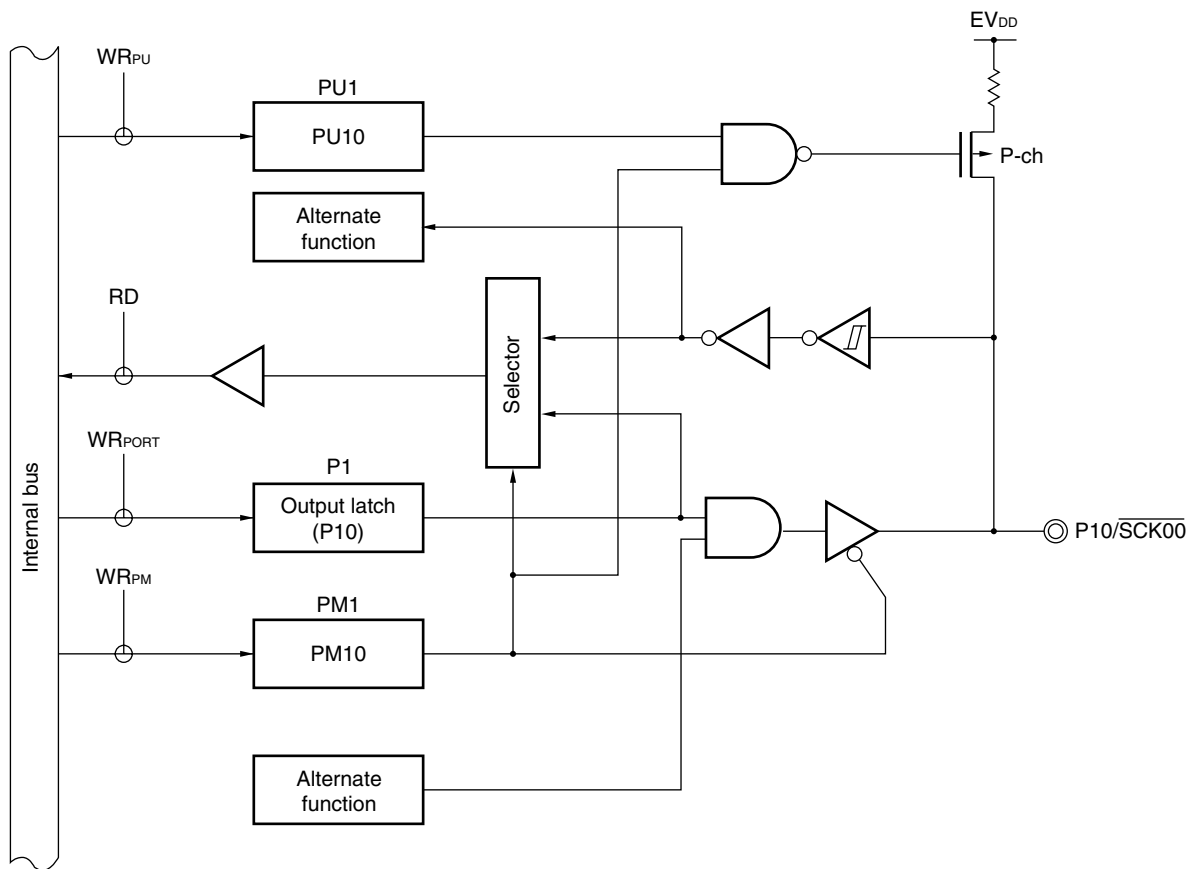 EVDD
WRPU
PU1
PU10
P-ch
Alternate
function
RD
Selector
WRPORT
P1
Output latch
(P10)
P10/SCK00
Internal bus
WRPM
PM1
PM10
Alternate
function